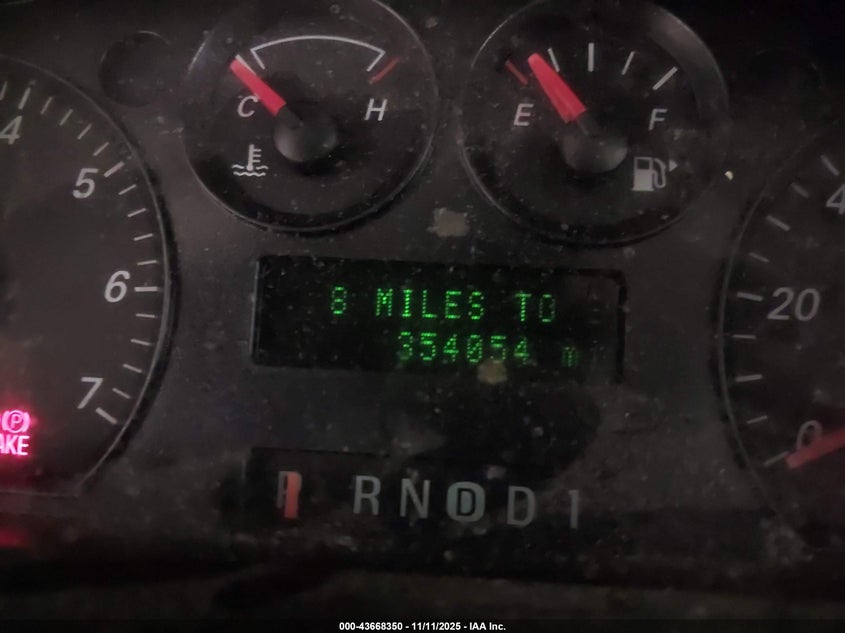 4
5
6
7
C
H
E
F
4
20
0
8 MILES TO
354054 m
(P)
AKE
P R N D D 1
000-43668350 - 11/11/2025 - IAA Inc.